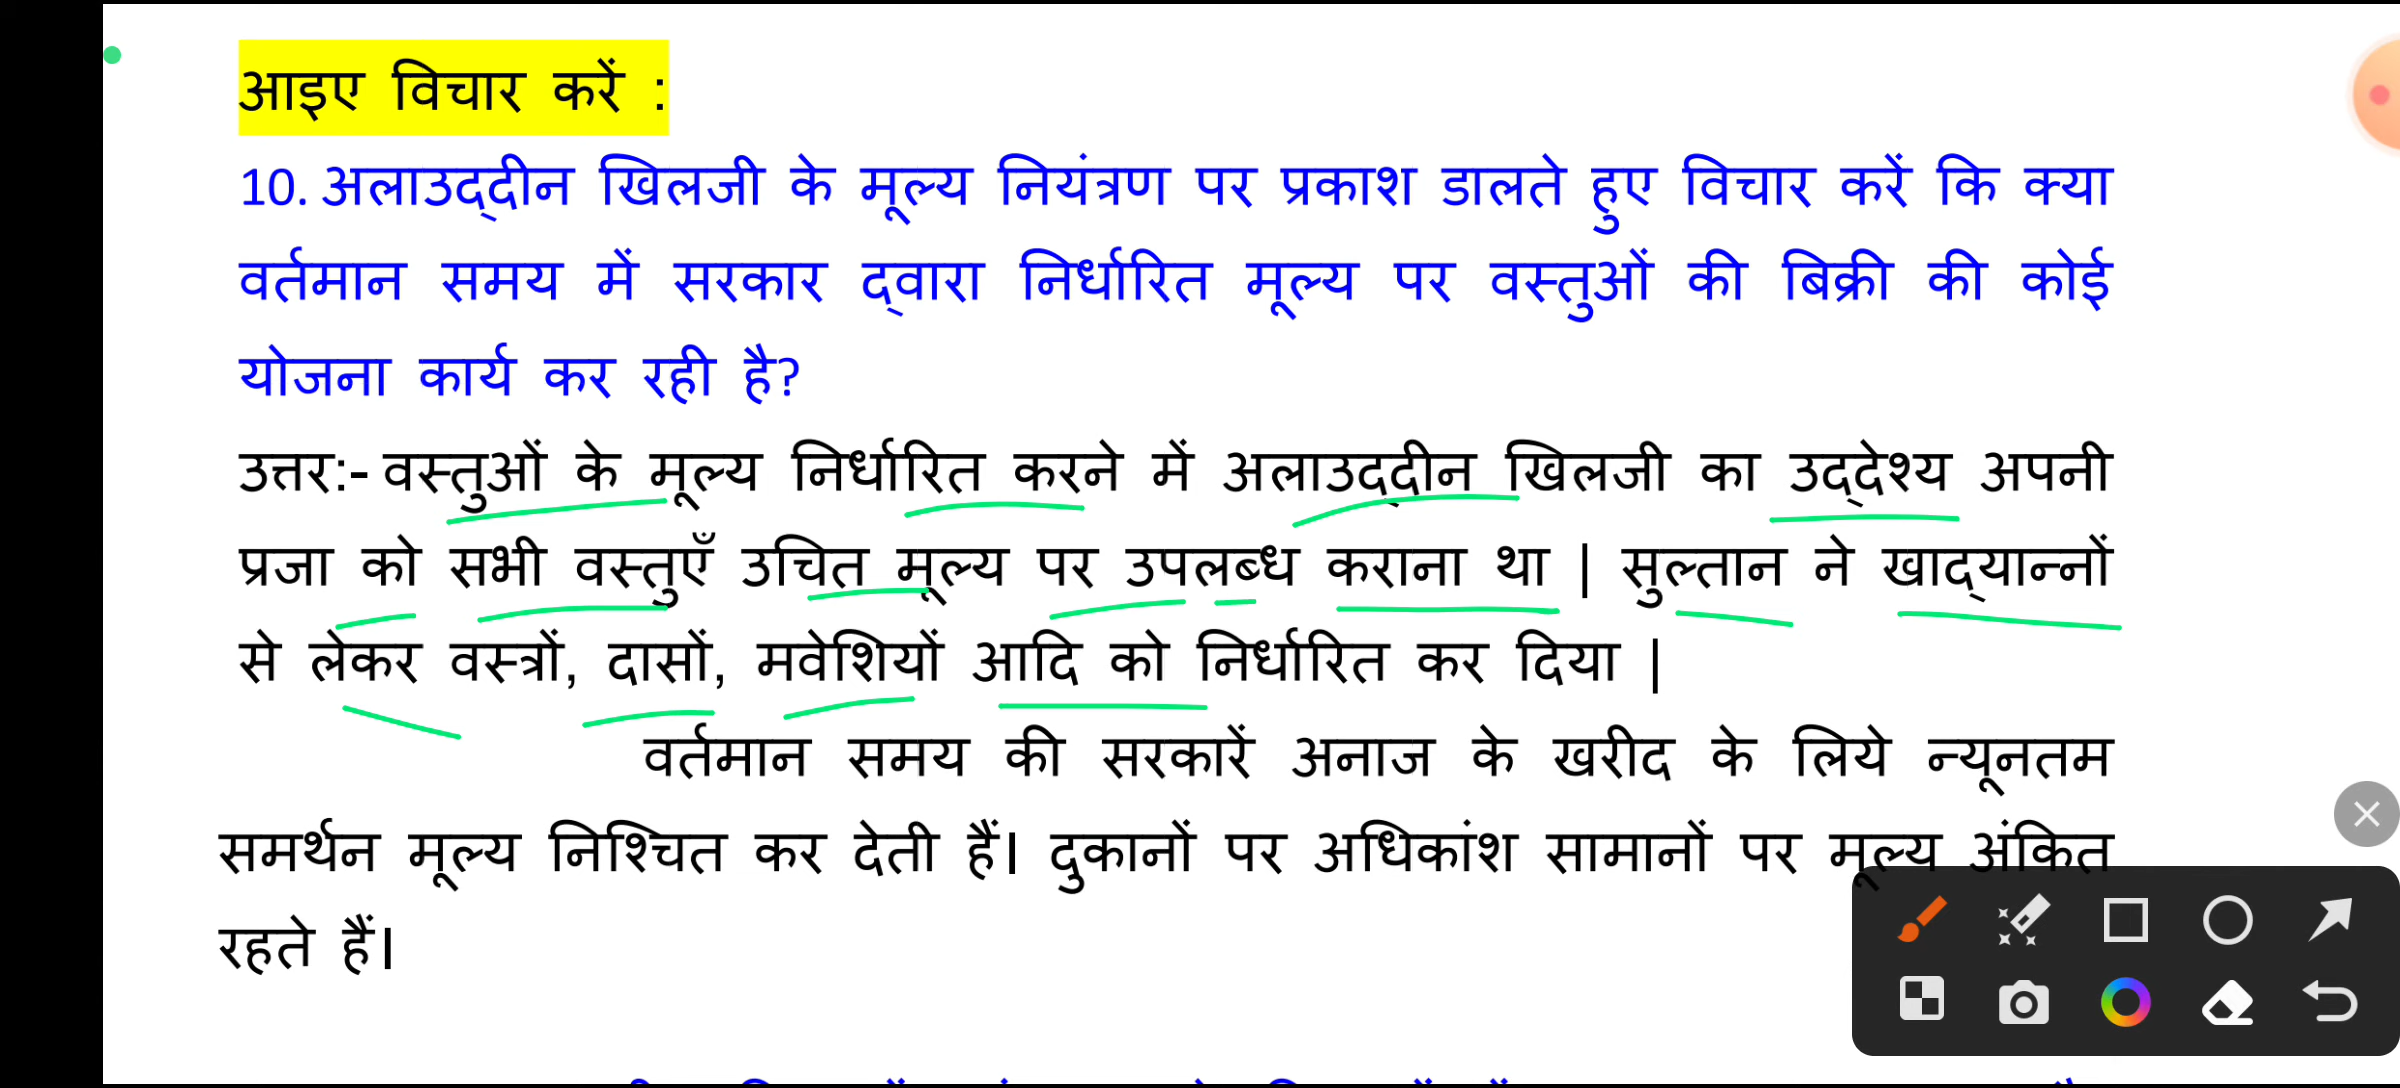 आइए विचार करें :
10. अलाउद्दीन खिलजी के मूल्य नियंत्रण पर प्रकाश डालते हुए विचार करें कि क्या
वर्तमान समय में सरकार द्वारा निर्धारित मूल्य पर वस्तुओं की बिक्री की कोई
योजना कार्य कर रही है?
उत्तर:- वस्तुओं के मूल्य निर्धारित करने में अलाउद्दीन खिलजी का उद्देश्य अपनी
प्रजा को सभी वस्तुएँ उचित मूल्य पर उपलब्ध कराना था | सुल्तान ने खाद्यान्नों
से लेकर वस्त्रों, दासों, मवेशियों आदि को निर्धारित कर दिया |
वर्तमान समय की सरकारें अनाज के खरीद के लिये न्यूनतम
समर्थन मूल्य निश्चित कर देती हैं। दुकानों पर अधिकांश सामानों पर मूल्य अंकित
रहते हैं।